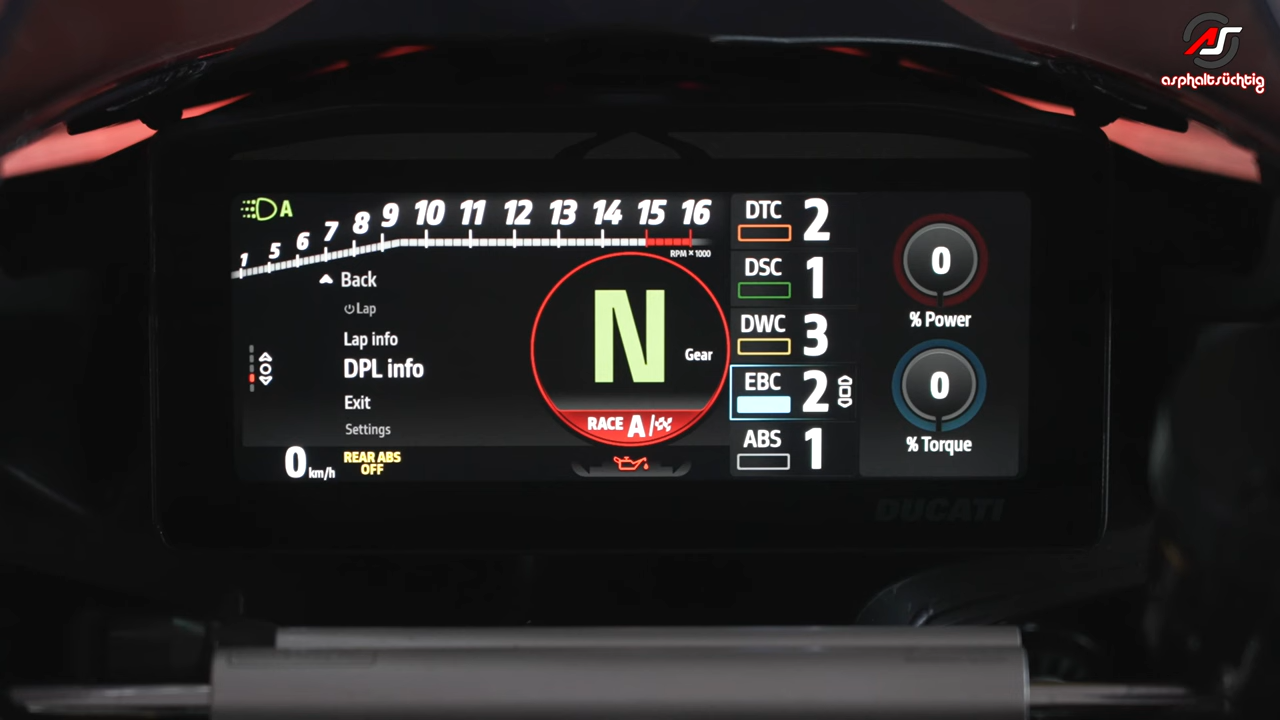 AS
asphaltsüchtig
A
1 5 6 7 8 9 10 11 12 13 14 15 16
RPM × 1000
Back
Lap
Lap info
DPL info
Exit
Settings
0 km/h
REAR ABS
OFF
N
Gear
RACE A /
DTC 2
DSC 1
DWC 3
EBC 2
ABS 1
0
% Power
0
% Torque
DUCATI